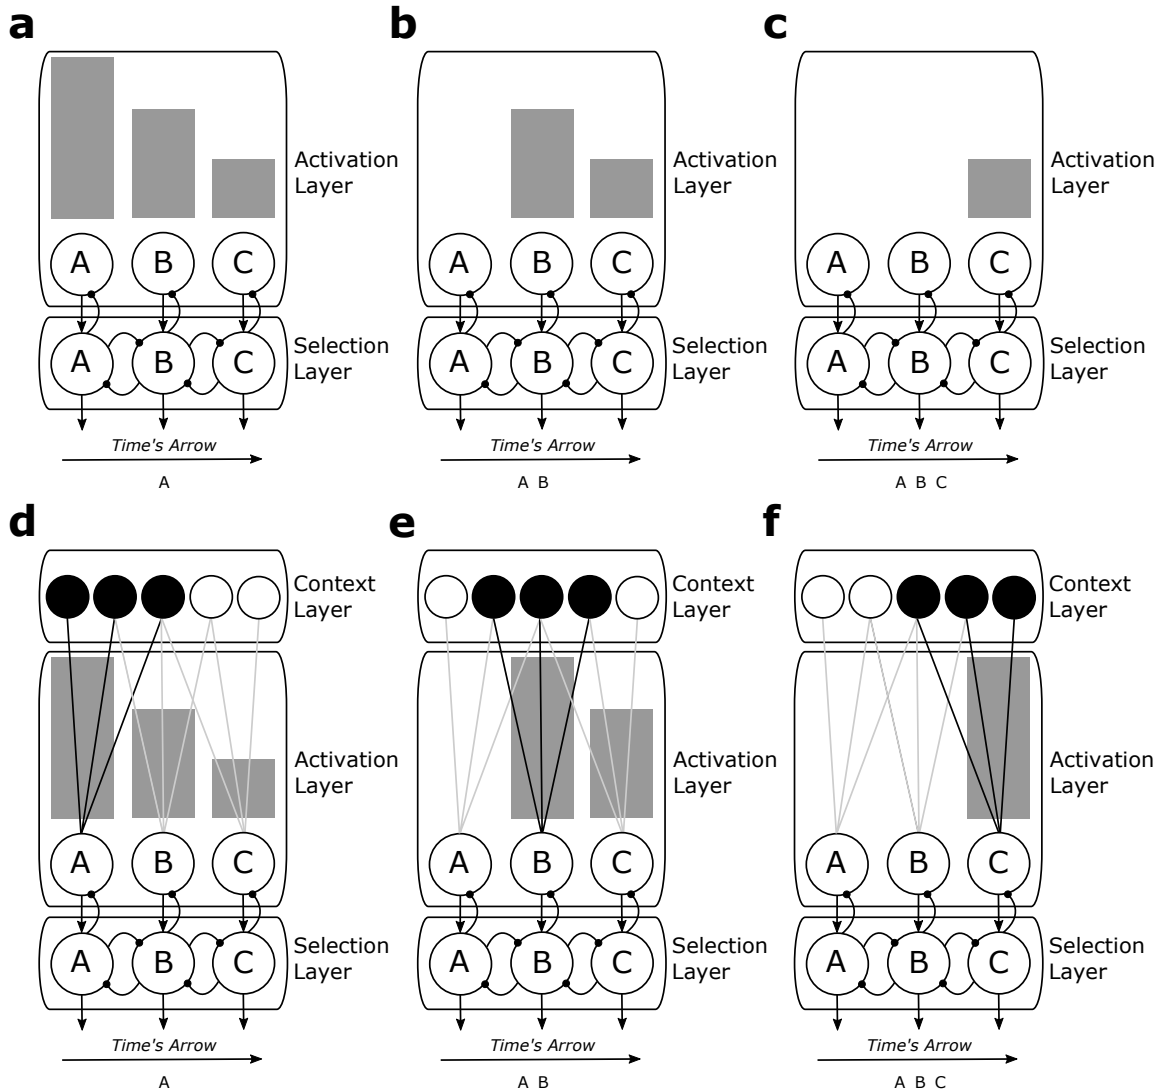 a
Activation
Layer
A B C
Selection
Layer
A B C
Time's Arrow
A
b
Activation
Layer
A B C
Selection
Layer
A B C
Time's Arrow
A B
c
Activation
Layer
A B C
Selection
Layer
A B C
Time's Arrow
A B C
d
Context
Layer
Activation
Layer
A B C
Selection
Layer
A B C
Time's Arrow
A
e
Context
Layer
Activation
Layer
A B C
Selection
Layer
A B C
Time's Arrow
A B
f
Context
Layer
Activation
Layer
A B C
Selection
Layer
A B C
Time's Arrow
A B C